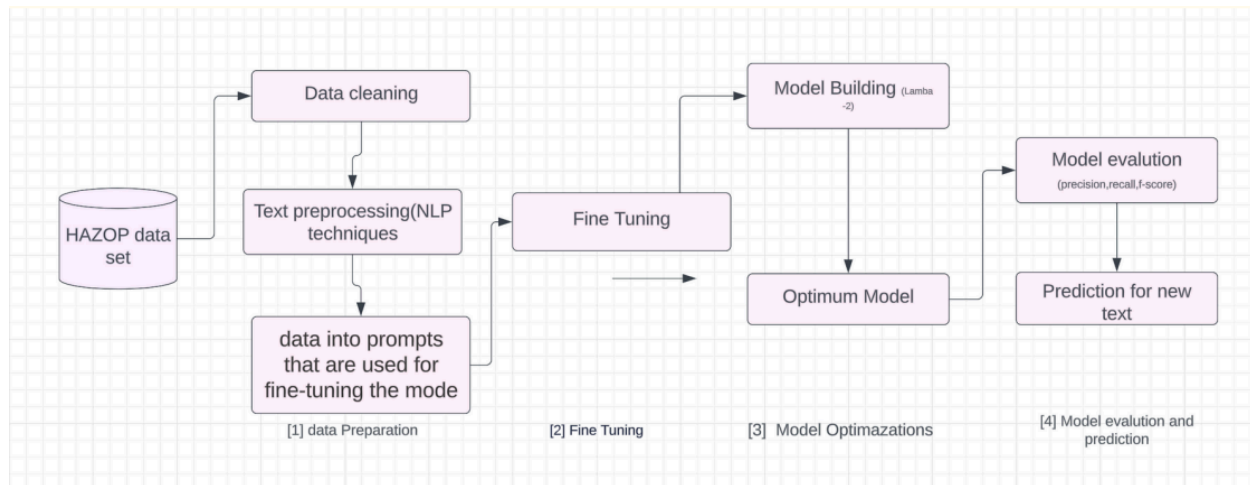 HAZOP data
set
Data cleaning
Text preprocessing(NLP
techniques
data into prompts
that are used for
fine-tuning the mode
[1] data Preparation
Fine Tuning
[2] Fine Tuning
Model Building (Lamba
-2)
Optimum Model
[3] Model Optimazations
Model evalution
(precision,recall,f-score)
Prediction for new
text
[4] Model evalution and
prediction